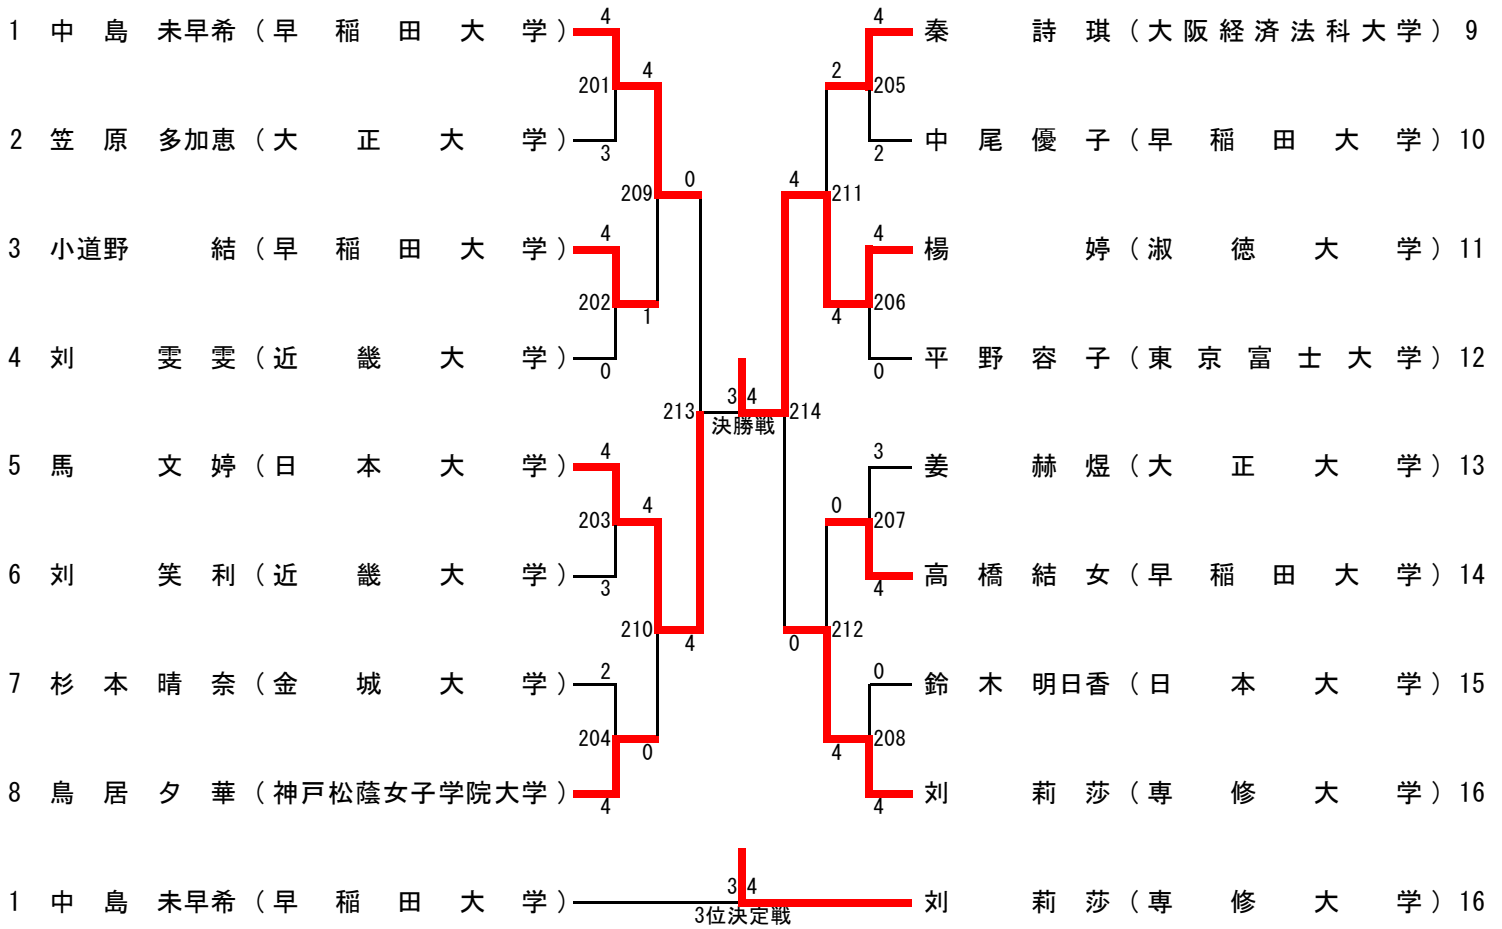 4 4
1 中島 未早希 (早稲田大学) 秦 詩琪 (大阪経済法科大学) 9
4 2
201 205
2 笠原 多加恵 (大正大学) 中尾優子 (早稲田大学) 10
3 2
0 4
209 211
4 4
3 小道野 結 (早稲田大学) 楊 婷 (淑徳大学) 11
202 206
1 4
4 刘 雯雯 (近畿大学) 平野容子 (東京富士大学) 12
0 0
3 4
213 214
決勝戦
4 3
5 馬 文婷 (日本大学) 姜 赫煜 (大正大学) 13
4 0
203 207
6 刘 笑利 (近畿大学) 高橋結女 (早稲田大学) 14
3 4
210 212
4 0
2 0
7 杉本晴奈 (金城大学) 鈴木 明日香 (日本大学) 15
204 208
0 4
8 鳥居夕華 (神戸松蔭女子学院大学) 刘 莉莎 (専修大学) 16
4 4
3 4
1 中島 未早希 (早稲田大学) 刘 莉莎 (専修大学) 16
3位決定戦